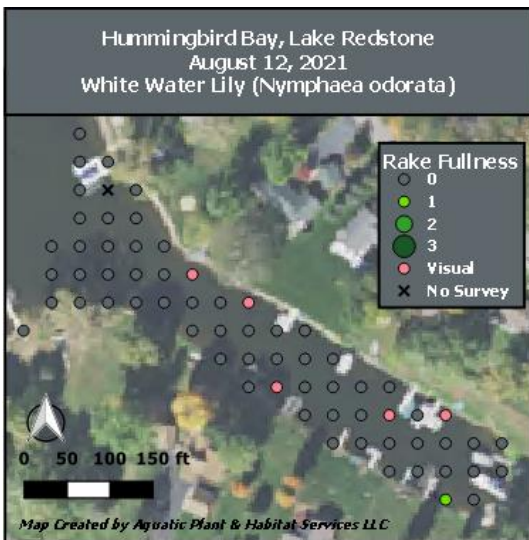 Hummingbird Bay, Lake Redstone
August 12, 2021
White Water Lily (Nymphaea odorata)
Rake Fullness
0
1
2
3
Visual
No Survey
0 50 100 150 ft
Map Created by Aquatic Plant & Habitat Services LLC